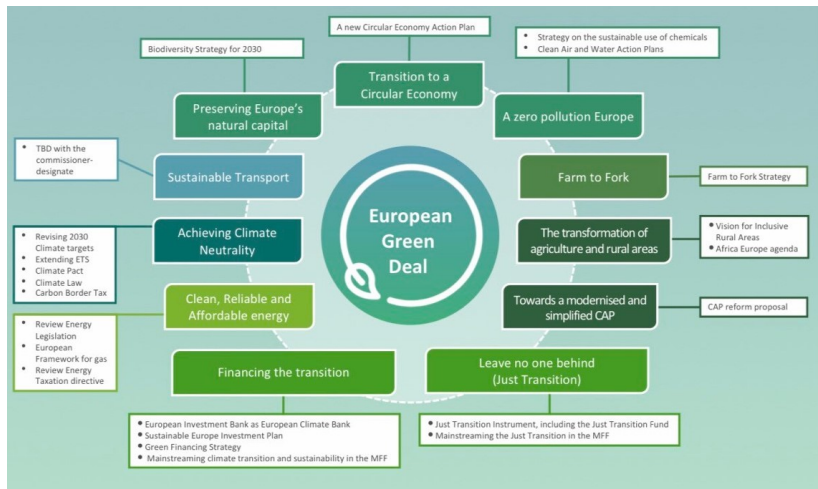 A new Circular Economy Action Plan
Biodiversity Strategy for 2030
• Strategy on the sustainable use of chemicals
• Clean Air and Water Action Plans
Transition to a
Circular Economy
Preserving Europe's
natural capital
A zero pollution Europe
• TBD with the
commissioner-
designate
Sustainable Transport
Farm to Fork
Farm to Fork Strategy
European
Green
Deal
• Revising 2030
Climate targets
• Extending ETS
• Climate Pact
• Climate Law
• Carbon Border Tax
Achieving Climate
Neutrality
The transformation of
agriculture and rural areas
• Vision for Inclusive
Rural Areas
• Africa Europe agenda
Clean, Reliable and
Affordable energy
Towards a modernised and
simplified CAP
CAP reform proposal
• Review Energy
Legislation
• European
Framework for gas
• Review Energy
Taxation directive
Financing the transition
Leave no one behind
(Just Transition)
• European Investment Bank as European Climate Bank
• Sustainable Europe Investment Plan
• Green Financing Strategy
• Mainstreaming climate transition and sustainability in the MFF
• Just Transition Instrument, including the Just Transition Fund
• Mainstreaming the Just Transition in the MFF